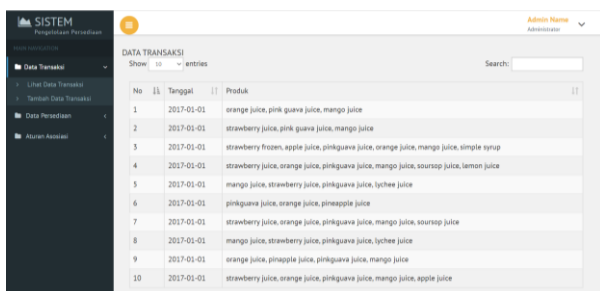 SISTEM
Pengelolaan Persediaan
Admin Name
Administrator
MAIN NAVIGATION
Data Transaksi
Lihat Data Transaksi
Tambah Data Transaksi
Data Persediaan
Aturan Asosiasi
DATA TRANSAKSI
Show 10 entries
Search:
No Tanggal Produk
1 2017-01-01 orange juice, pink guava juice, mango juice
2 2017-01-01 strawberry juice, pink guava juice, mango juice
3 2017-01-01 strawberry frozen, apple juice, pinkguava juice, orange juice, mango juice, simple syrup
4 2017-01-01 strawberry juice, orange juice, pinkguava juice, mango juice, soursop juice, lemon juice
5 2017-01-01 mango juice, strawberry juice, pinkguava juice, lychee juice
6 2017-01-01 pinkguava juice, orange juice, pineapple juice
7 2017-01-01 strawberry juice, orange juice, pinkguava juice, mango juice, soursop juice
8 2017-01-01 mango juice, strawberry juice, pinkguava juice, lychee juice
9 2017-01-01 orange juice, pinapple juice, pinkguava juice, mango juice
10 2017-01-01 strawberry juice, orange juice, pinkguava juice, mango juice, apple juice